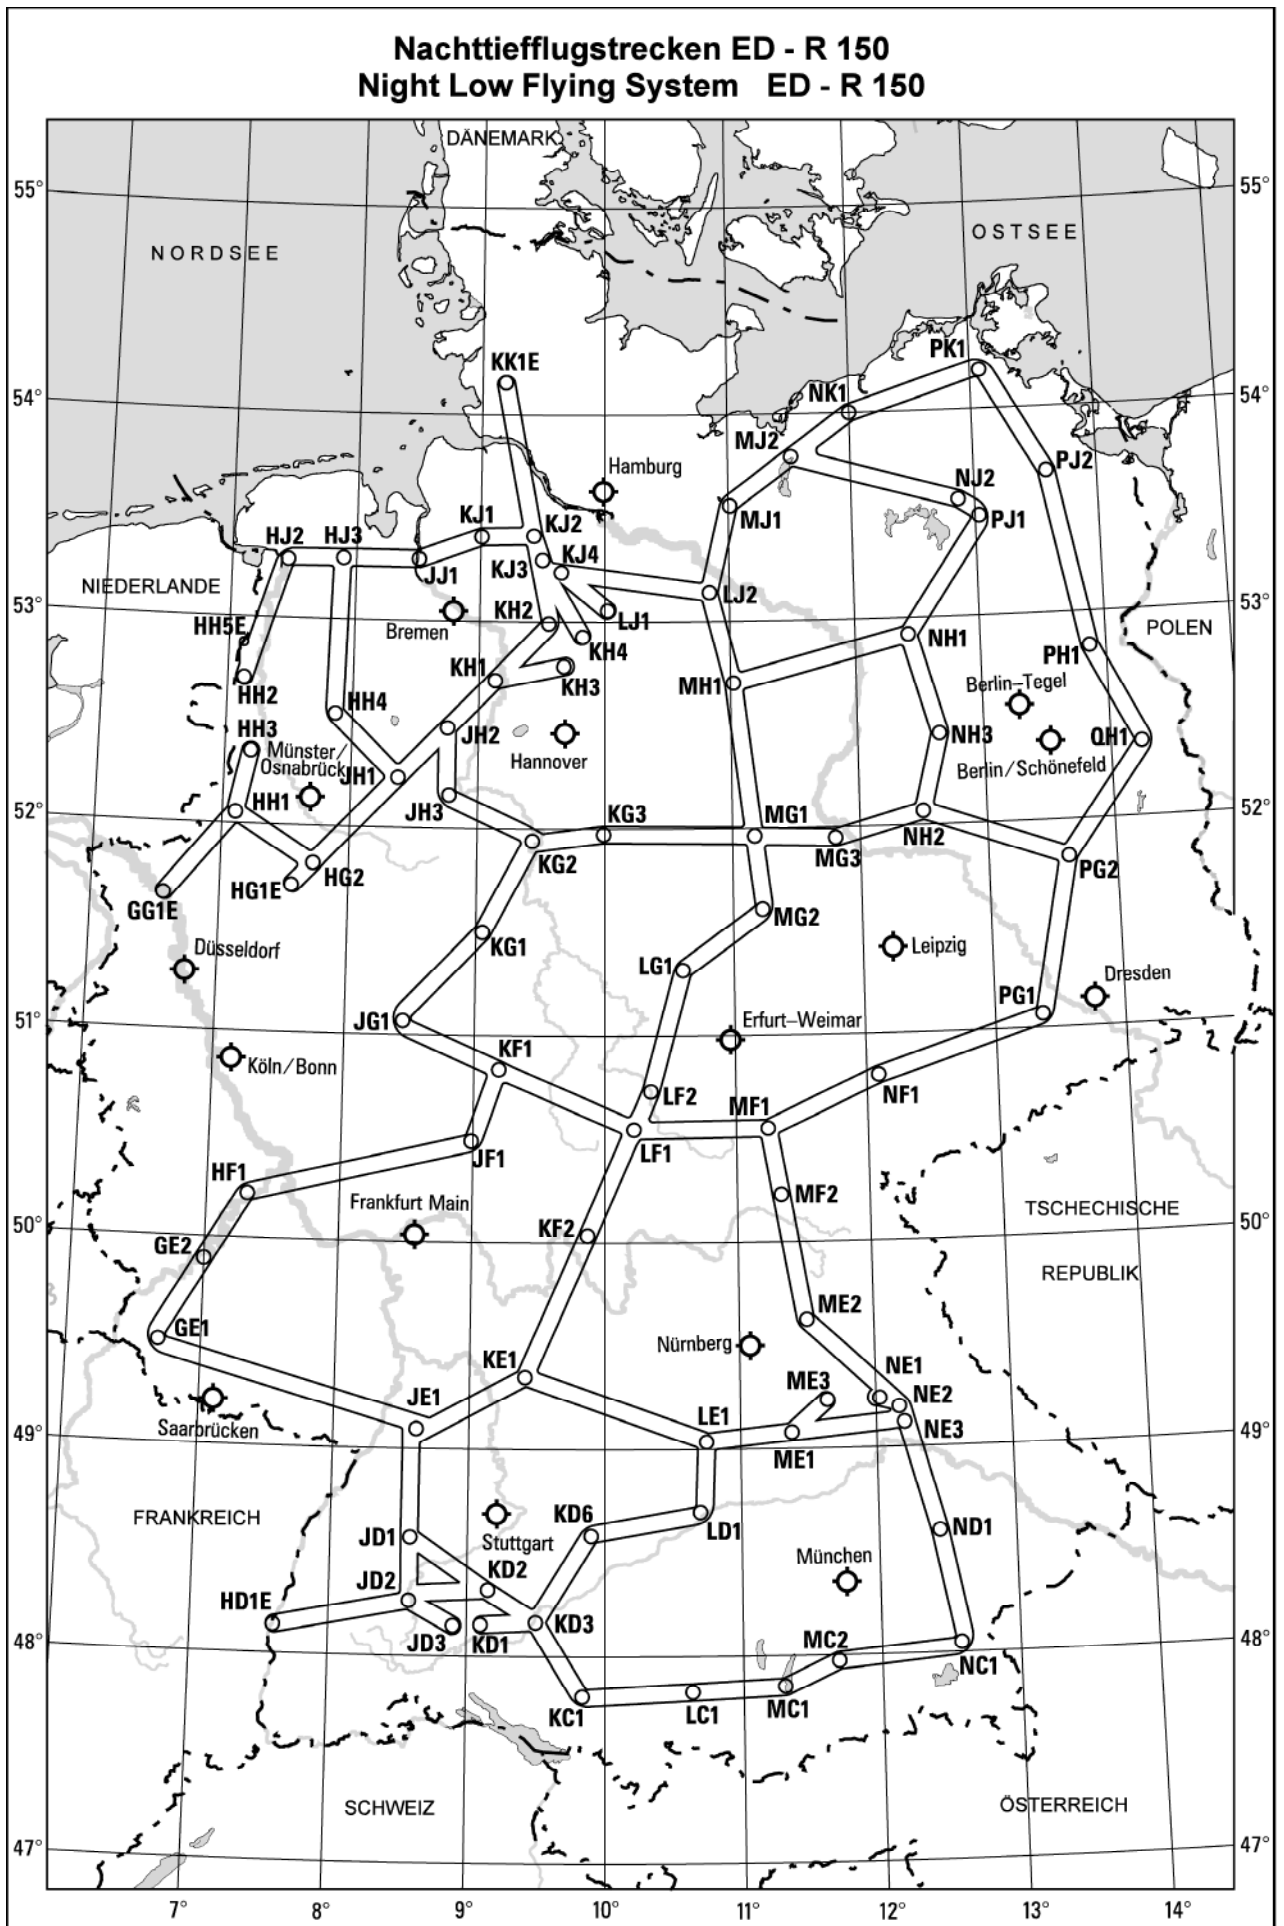 Nachttiefflugstrecken ED - R 150
Night Low Flying System ED - R 150
DÄNEMARK
55°
55°
NORDSEE
OSTSEE
PK1
KK1E
54°
NK1
54°
MJ2
Hamburg
PJ2
NJ2
KJ1
KJ2
MJ1
PJ1
HJ2
HJ3
KJ4
KJ3
JJ1
NIEDERLANDE
LJ2
53°
KH2
53°
HH5E
LJ1
Bremen
POLEN
NH1
KH4
PH1
KH1
KH3
MH1
Berlin–Tegel
HH2
HH4
HH3
JH2
NH3
QH1
Münster/
Osnabrück
Hannover
Berlin/Schönefeld
JH1
HH1
JH3
52°
KG3
MG1
52°
NH2
MG3
KG2
PG2
HG2
HG1E
GG1E
MG2
Düsseldorf
KG1
Leipzig
LG1
Dresden
PG1
51°
JG1
Erfurt–Weimar
51°
KF1
Köln/Bonn
LF2
NF1
MF1
LF1
JF1
HF1
MF2
Frankfurt Main
TSCHECHISCHE
50°
KF2
50°
GE2
REPUBLIK
ME2
GE1
Nürnberg
KE1
NE1
ME3
NE2
JE1
LE1
Saarbrücken
NE3
49°
49°
ME1
FRANKREICH
KD6
ND1
LD1
JD1
Stuttgart
München
KD2
JD2
HD1E
KD3
JD3
KD1
48°
MC2
48°
NC1
MC1
LC1
KC1
SCHWEIZ
ÖSTERREICH
47°
47°
7°
8°
9°
10°
11°
12°
13°
14°